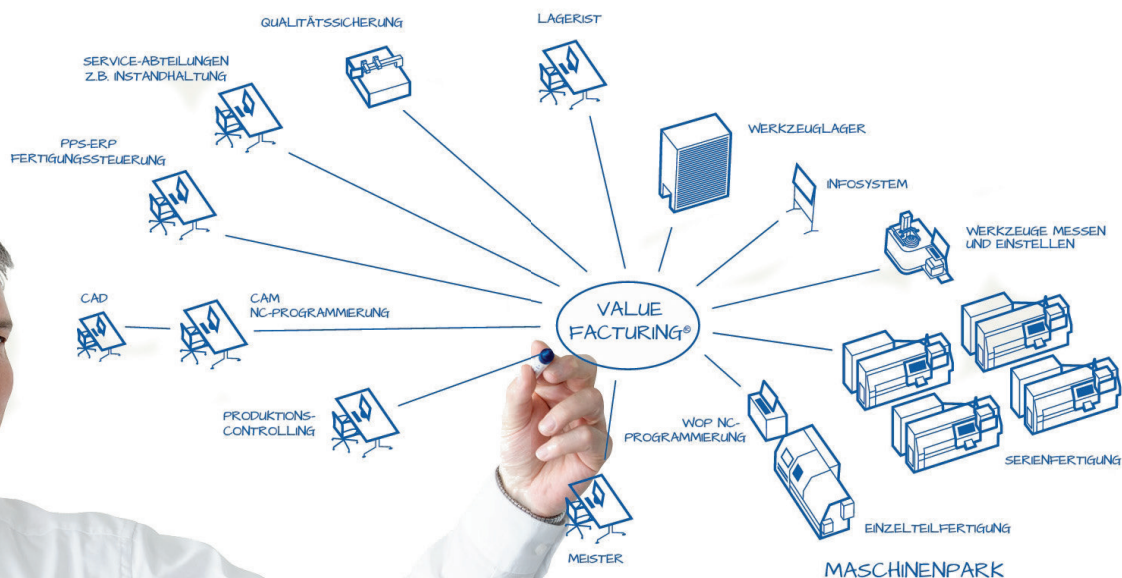 QUALITÄTSSICHERUNG
LAGERIST
SERVICE-ABTEILUNGEN
Z.B. INSTANDHALTUNG
WERKZEUGLAGER
PPS-ERP
FERTIGUNGSSTEUERUNG
INFOSYSTEM
WERKZEUGE MESSEN
UND EINSTELLEN
CAD
CAM
NC-PROGRAMMIERUNG
VALUE
FACTURING®
PRODUKTIONS-
CONTROLLING
WOP NC-
PROGRAMMIERUNG
SERIENFERTIGUNG
EINZELTEILFERTIGUNG
MEISTER
MASCHINENPARK